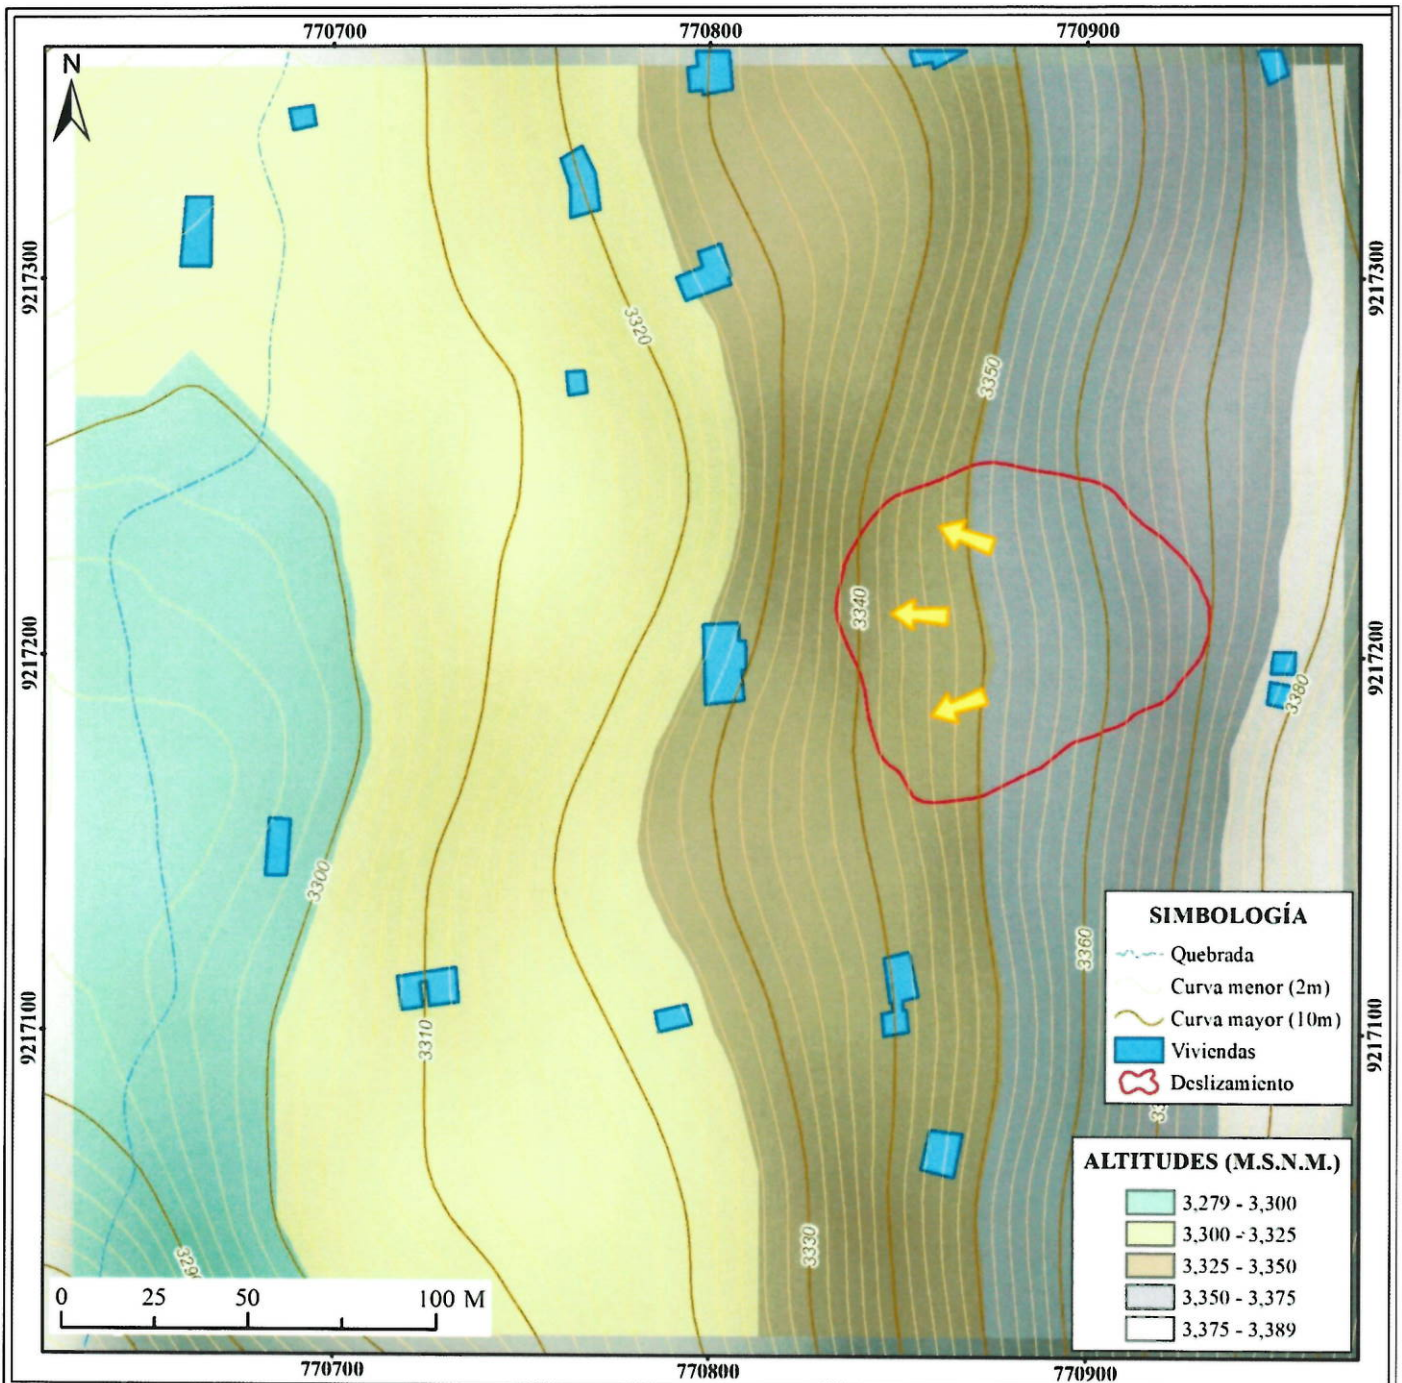 770700 770800 770900
N
9217300 9217300
3320
3350
3340
9217200 9217200
3380
3300
SIMBOLOGÍA
Quebrada
Curva menor (2m)
Curva mayor (10m)
Viviendas
Deslizamiento
3360
3310
9217100 9217100
ALTITUDES (M.S.N.M.)
3,279 - 3,300
3,300 - 3,325
3,325 - 3,350
3,350 - 3,375
3,375 - 3,389
3330
0 25 50 100 M
770700 770800 770900